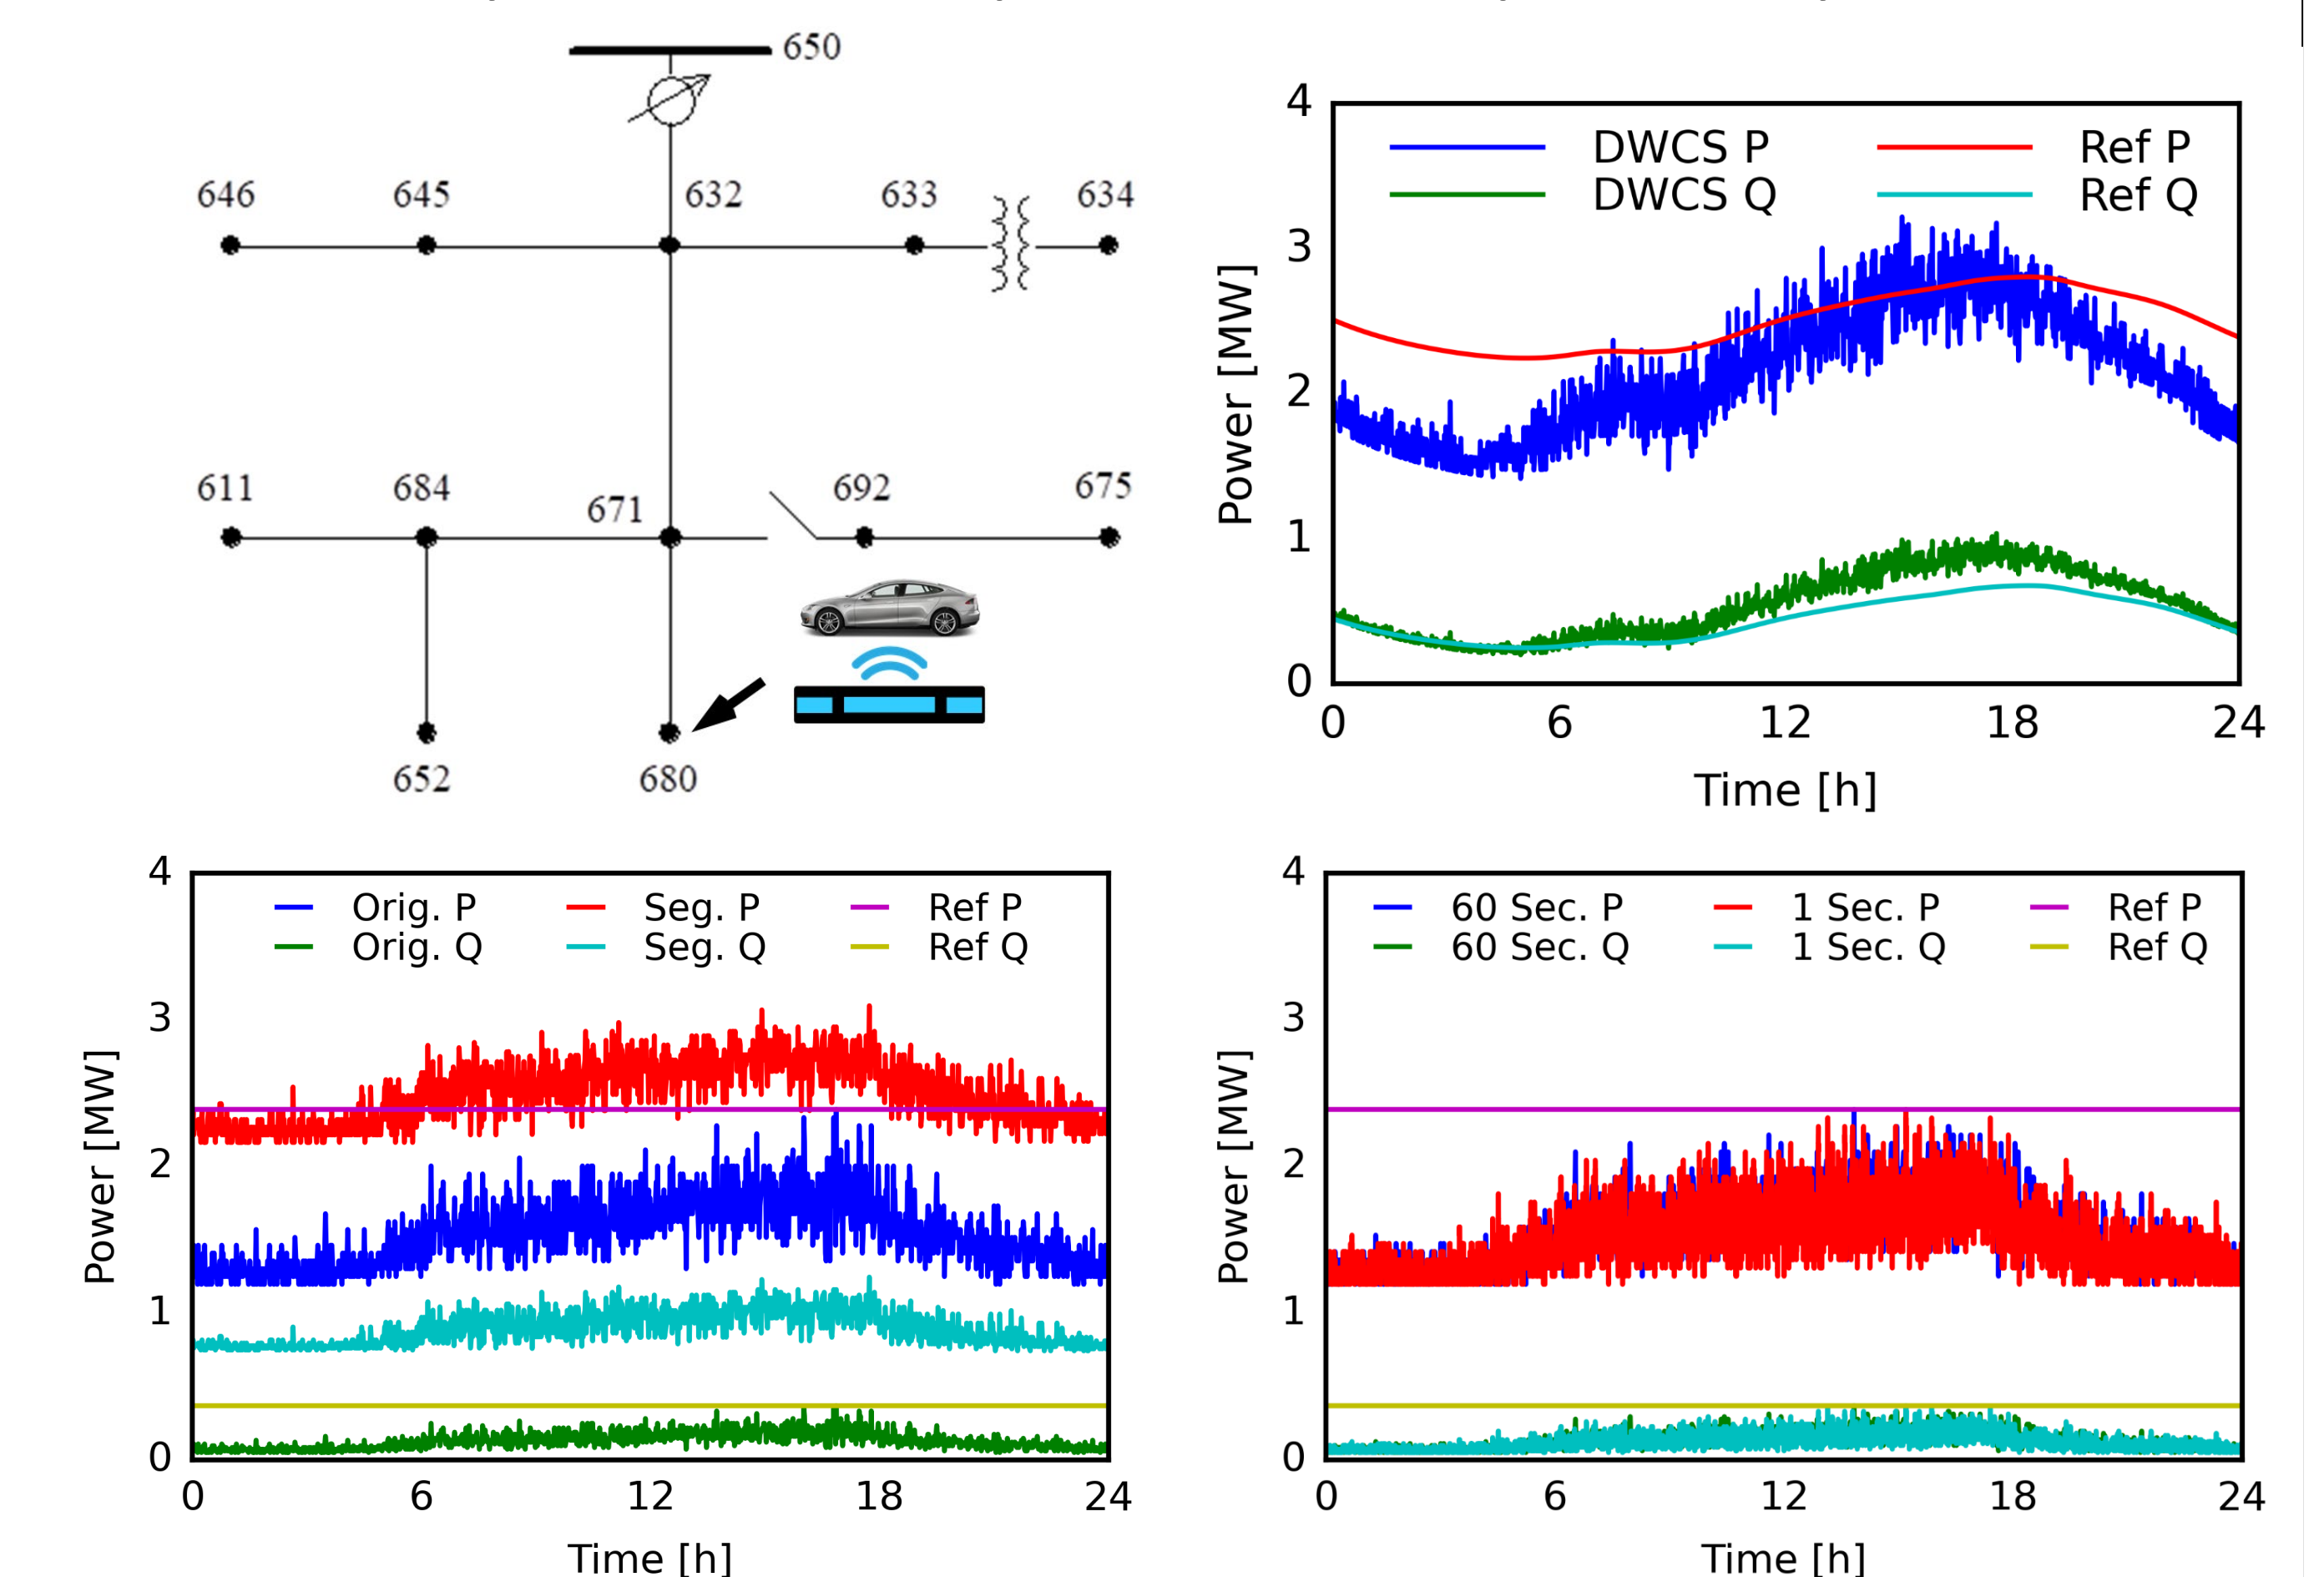 650
646 645 632 633 634
611 684 671 692 675
652 680
4
3
2
1
0
Power [MW]
DWCS P Ref P
DWCS Q Ref Q
0 6 12 18 24
Time [h]
4
3
2
1
0
Power [MW]
Orig. P Seg. P Ref P
Orig. Q Seg. Q Ref Q
0 6 12 18 24
Time [h]
4
3
2
1
0
Power [MW]
60 Sec. P 1 Sec. P Ref P
60 Sec. Q 1 Sec. Q Ref Q
0 6 12 18 24
Time [h]